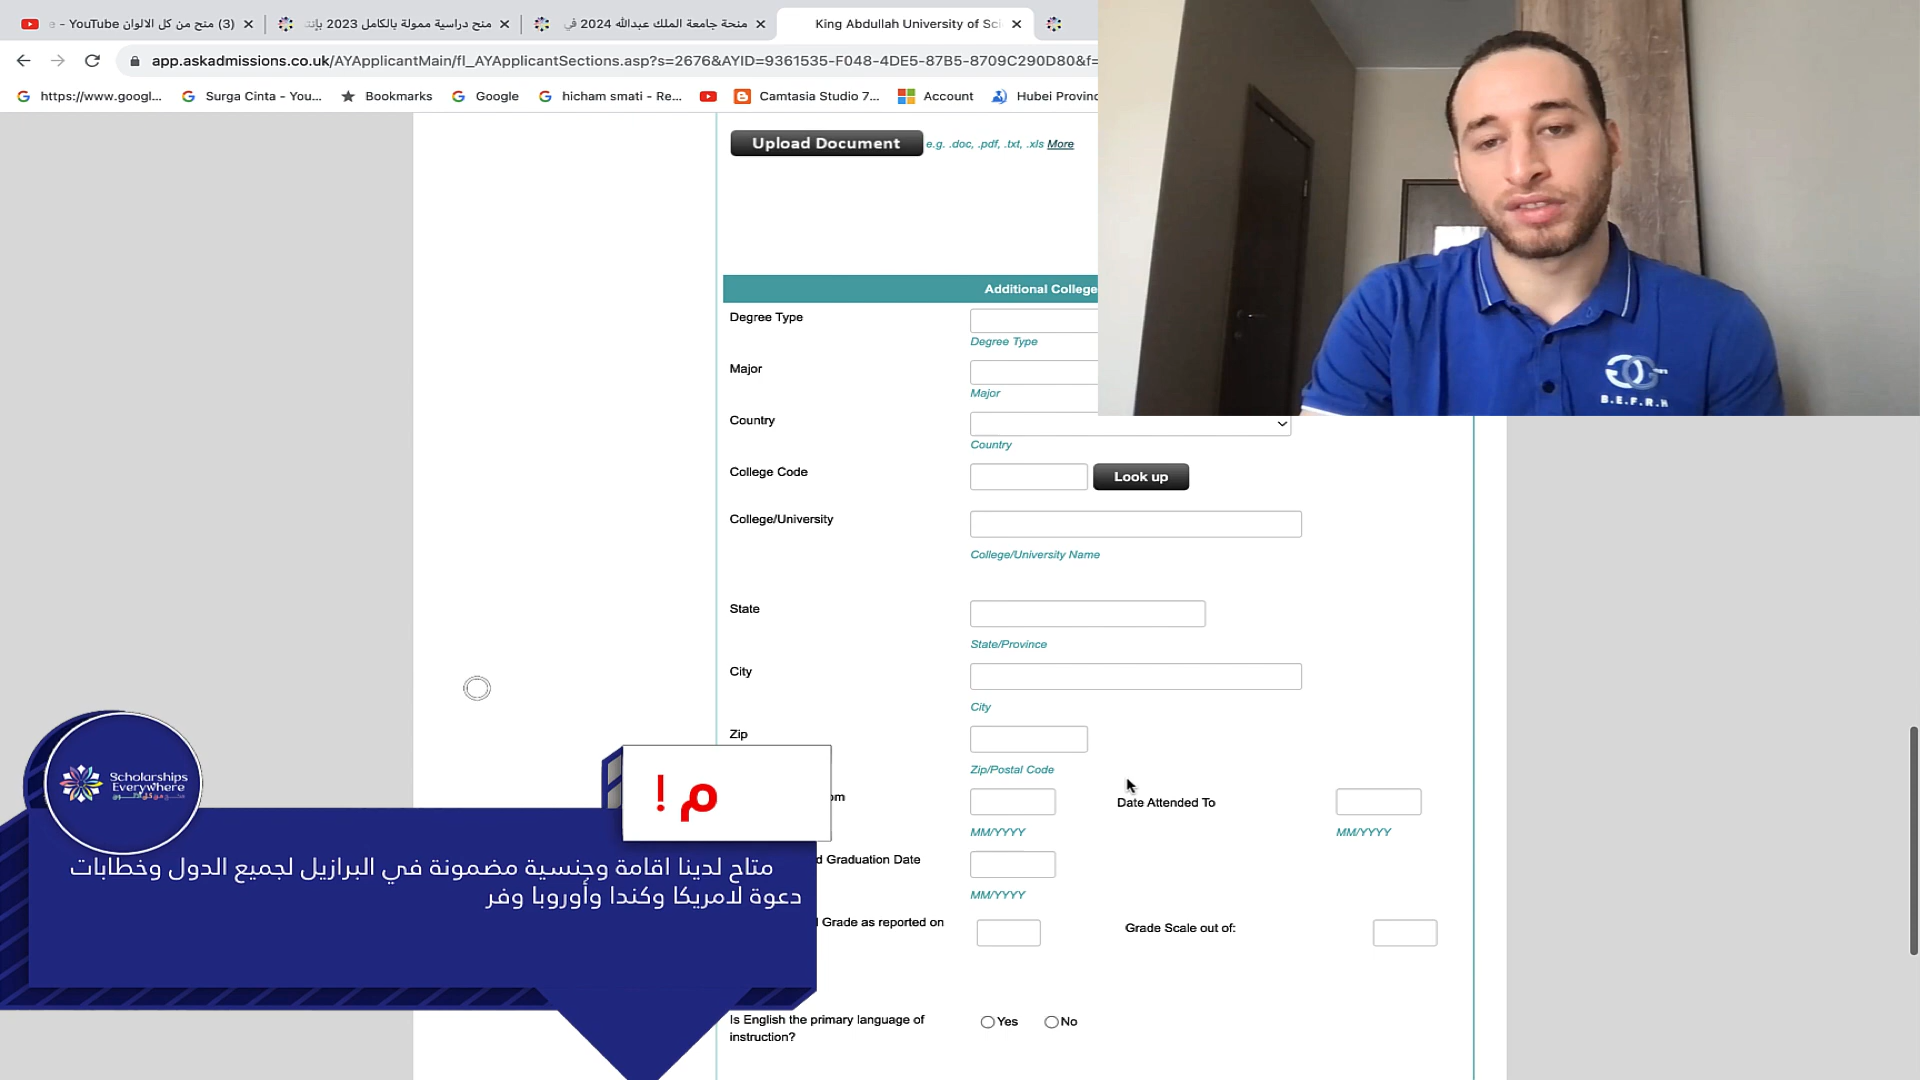 (3) منح من كل الالوان - YouTube
منح دراسية ممولة بالكامل 2023
منحة جامعة الملك عبدالله 2024 في
King Abdullah University of Sci
app.askadmissions.co.uk/AYApplicantMain/fl_AYApplicantSections.asp?s=2676&AYID=9361535-F048-4DE5-87B5-8709C290D80&f=
https://www.googl... Surga Cinta - You... Bookmarks Google hicham smati - Re... Camtasia Studio 7... Account Hubei Provinc
Upload Document e.g. .doc, .pdf, .txt, .xls More
Additional College
Degree Type
Degree Type
Major
Major
Country
Country
College Code Look up
College/University
College/University Name
State
State/Province
City
City
Zip
Zip/Postal Code
om Date Attended To
MM/YYYY MM/YYYY
d Graduation Date
MM/YYYY
l Grade as reported on Grade Scale out of:
Is English the primary language of Yes No
instruction?
B.E.F.R.H
Scholarships
Everywhere
م!
متاح لدينا اقامة وجنسية مضمونة في البرازيل لجميع الدول وخطابات
دعوة لامريكا وكندا وأوروبا وفر